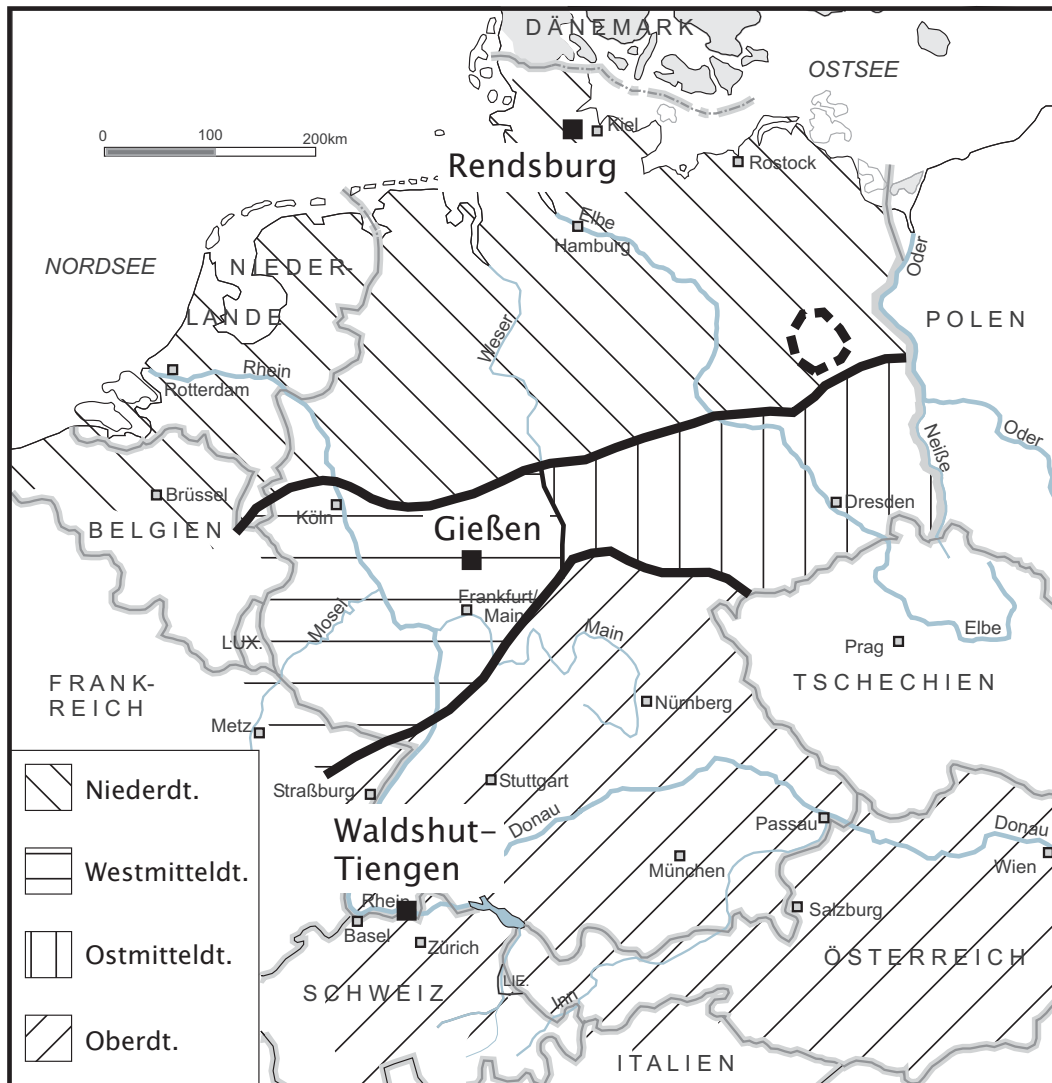 DÄNEMARK
OSTSEE
0 100 200km
Kiel
Rendsburg
Rostock
Elbe
Hamburg
NORDSEE
NIEDER-
LANDE
Oder
POLEN
Weser
Rhein
Rotterdam
Oder
Neiße
Brüssel
BELGIEN
Köln
Dresden
Gießen
Frankfurt/
Main
Mosel
Main
LUX.
Elbe
Prag
TSCHECHIEN
FRANK-
REICH
Metz
Nürnberg
Niederdt.
Westmitteldt.
Ostmitteldt.
Oberdt.
Straßburg
Stuttgart
Donau
Passau
Donau
Wien
Waldshut-
Tiengen
München
Rhein
Basel
Zürich
Salzburg
ÖSTERREICH
SCHWEIZ
LIE.
Inn
ITALIEN